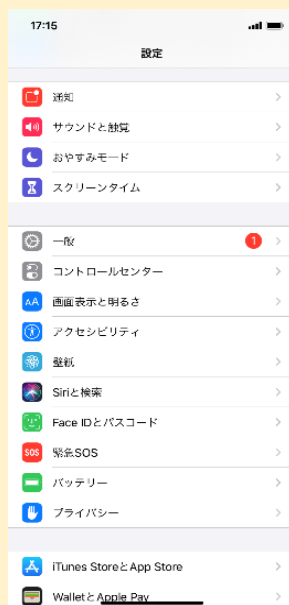 17:15
設定
通知
サウンドと触覚
おやすみモード
スクリーンタイム
一般
1
コントロールセンター
AA
画面表示と明るさ
アクセシビリティ
壁紙
Siriと検索
Face IDとパスコード
SOS
緊急SOS
バッテリー
プライバシー
iTunes StoreとApp Store
WalletとApple Pay